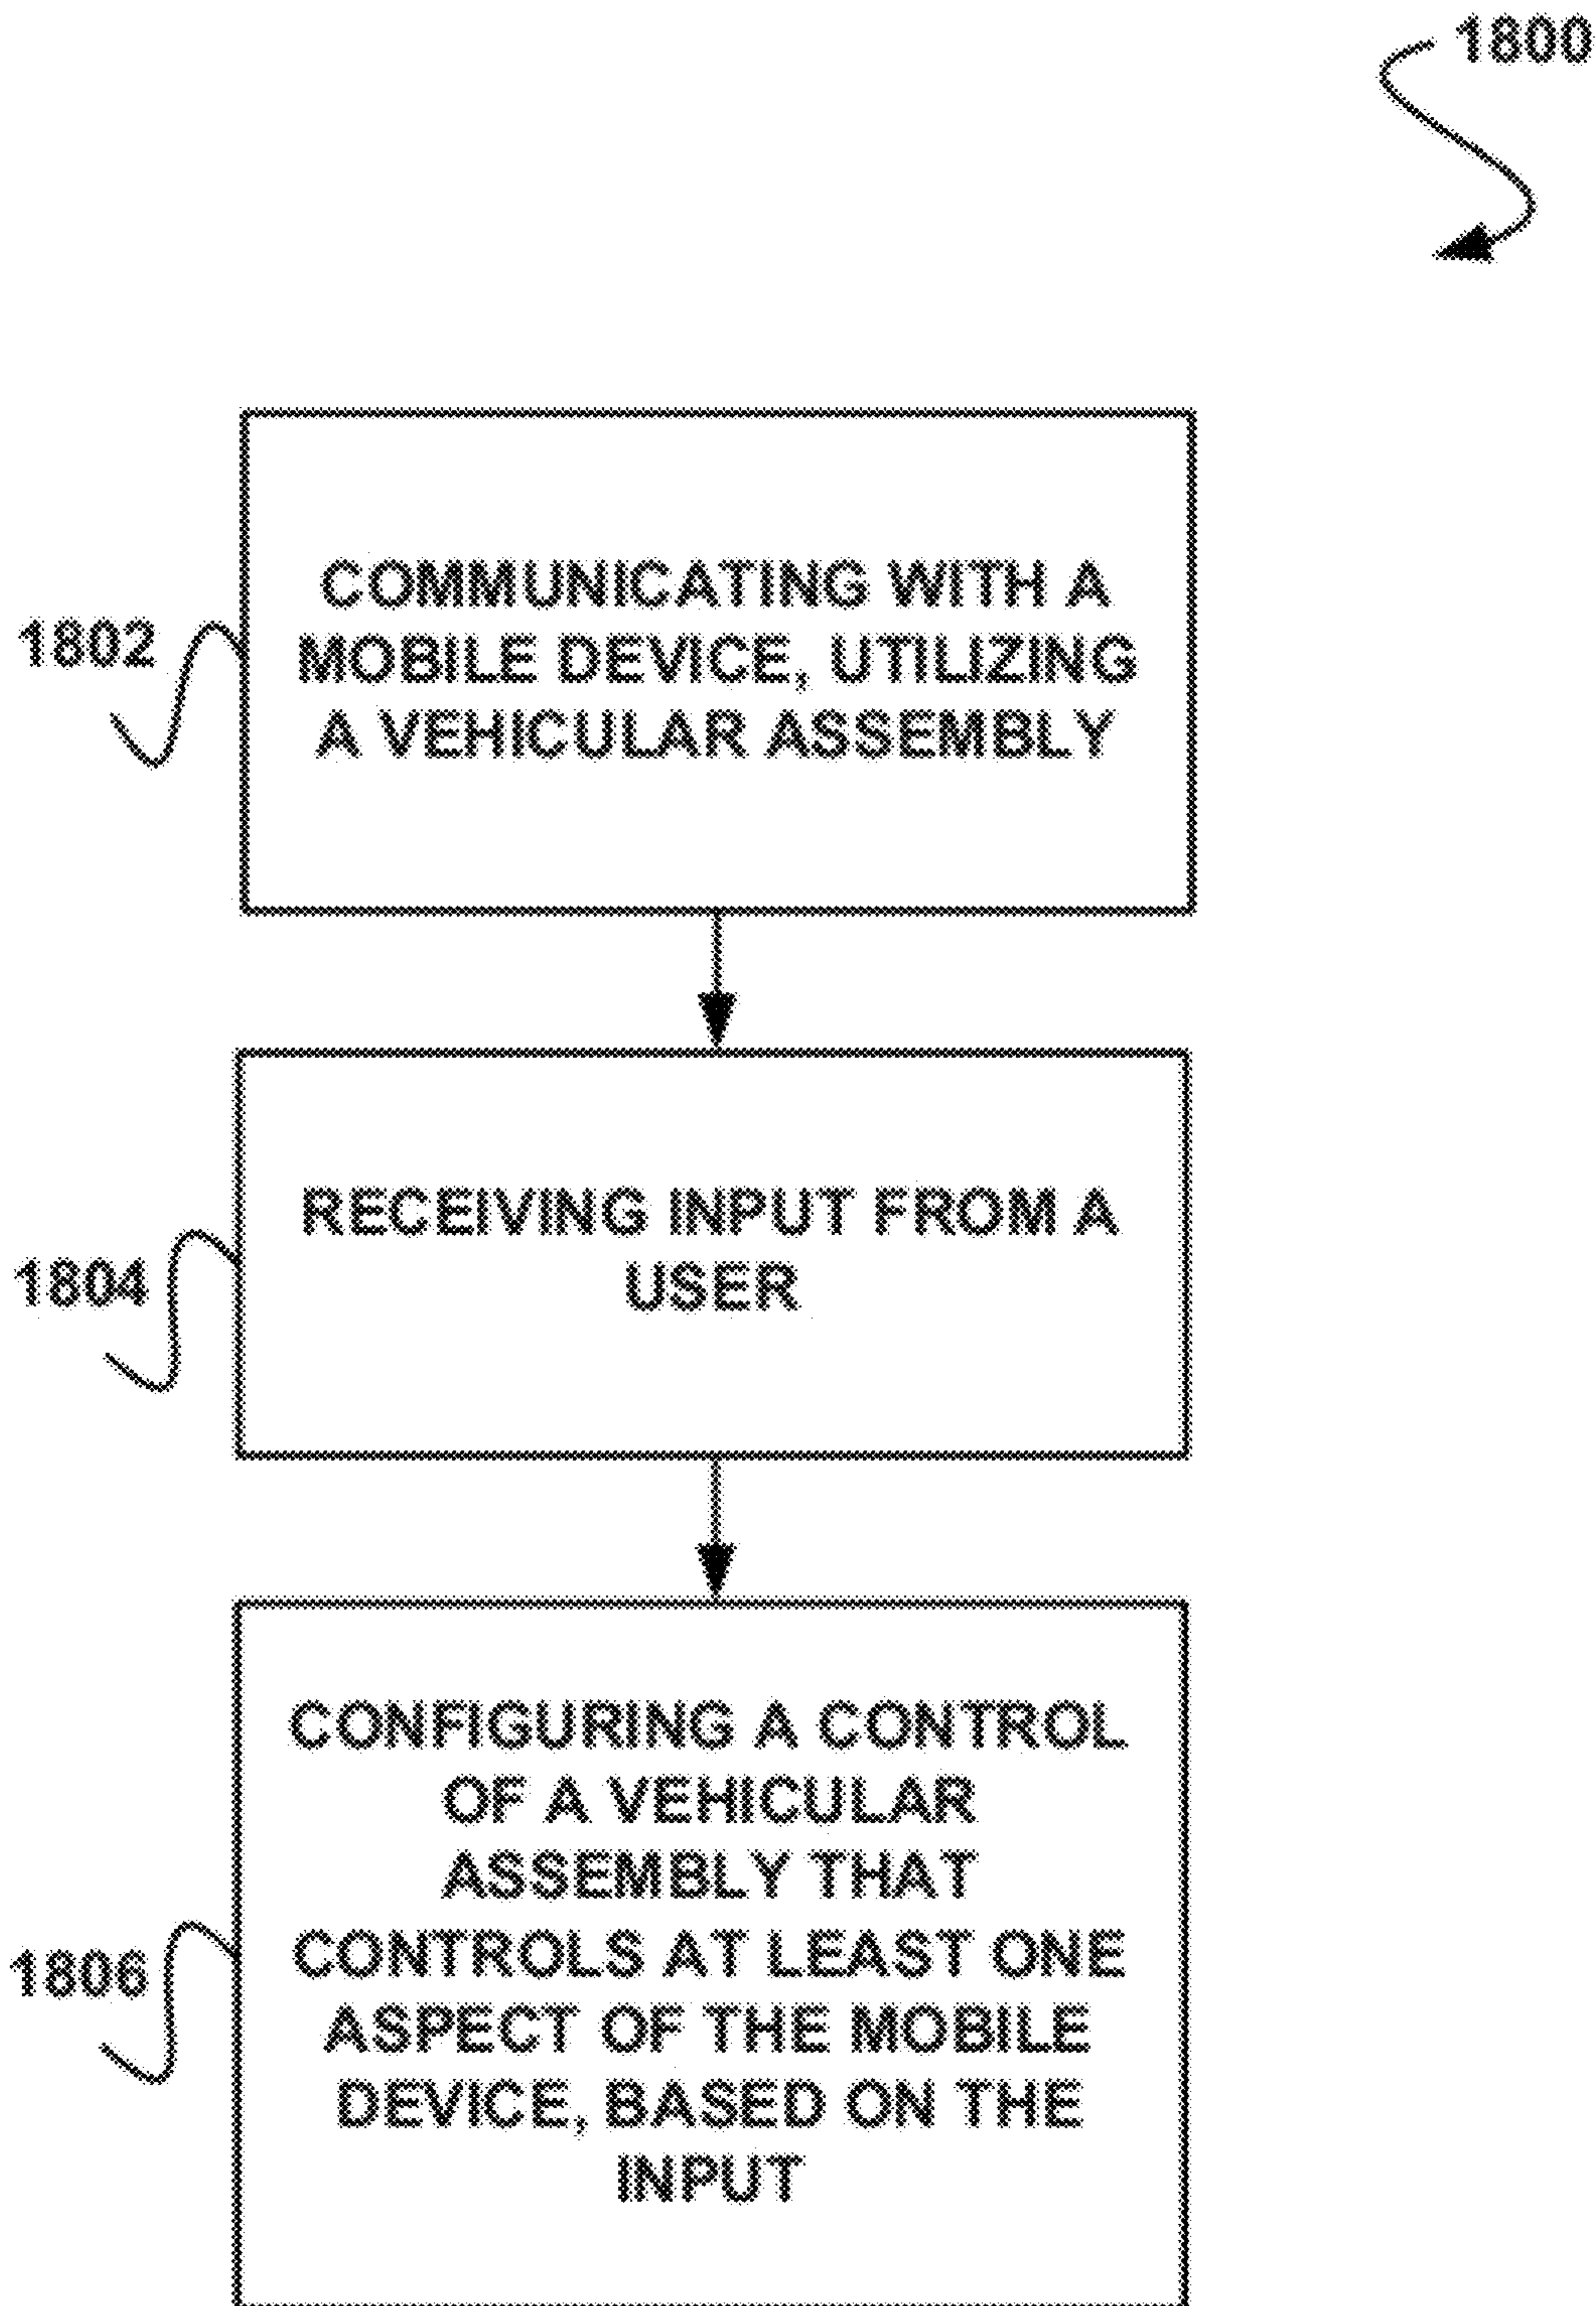 1800
COMMUNICATING WITH A
MOBILE DEVICE, UTILIZING
A VEHICULAR ASSEMBLY
1802
RECEIVING INPUT FROM A
USER
1804
CONFIGURING A CONTROL
OF A VEHICULAR
ASSEMBLY THAT
CONTROLS AT LEAST ONE
ASPECT OF THE MOBILE
DEVICE, BASED ON THE
INPUT
1806